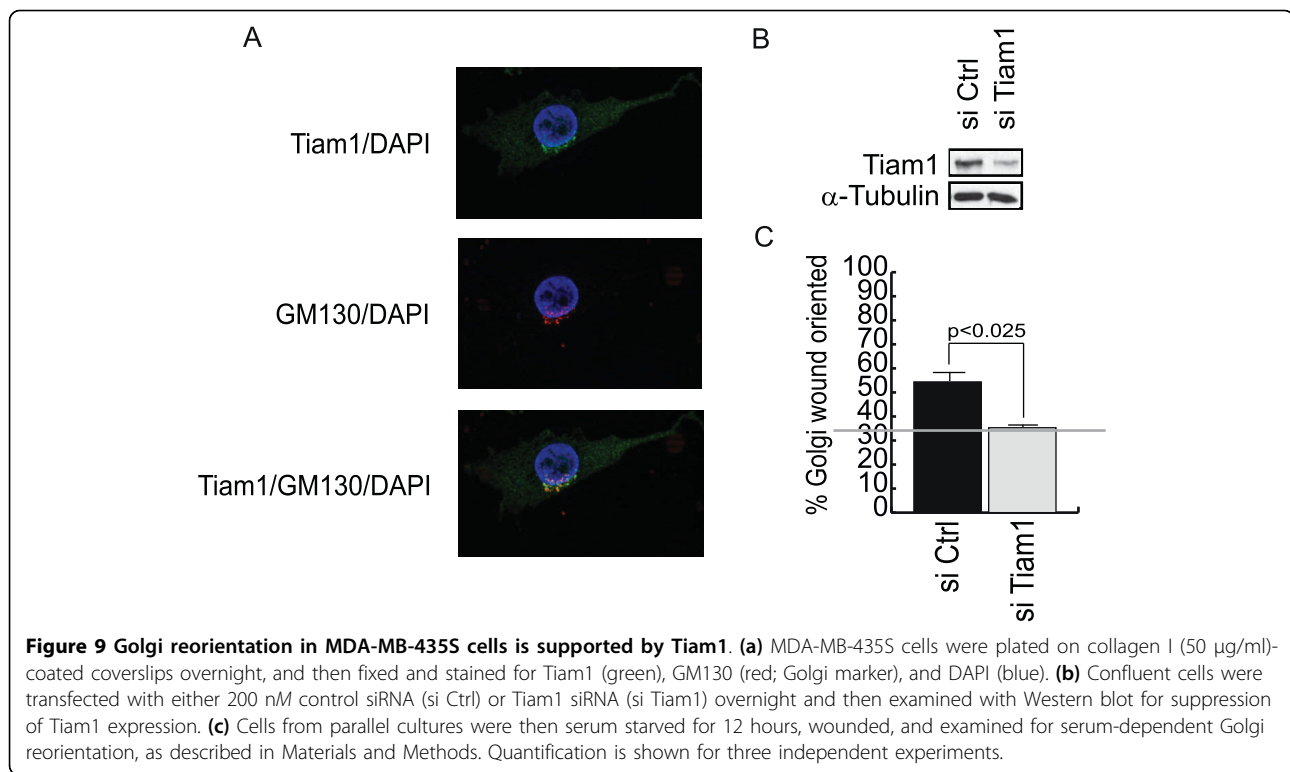 A
Tiam1/DAPI
GM130/DAPI
Tiam1/GM130/DAPI
B
si Ctrl
si Tiam1
Tiam1
α-Tubulin
C
% Golgi wound oriented
100
90
80
70
60
50
40
30
20
10
0
p<0.025
si Ctrl
si Tiam1
Figure 9 Golgi reorientation in MDA-MB-435S cells is supported by Tiam1. (a) MDA-MB-435S cells were plated on collagen I (50 μg/ml)-
coated coverslips overnight, and then fixed and stained for Tiam1 (green), GM130 (red; Golgi marker), and DAPI (blue). (b) Confluent cells were
transfected with either 200 nM control siRNA (si Ctrl) or Tiam1 siRNA (si Tiam1) overnight and then examined with Western blot for suppression
of Tiam1 expression. (c) Cells from parallel cultures were then serum starved for 12 hours, wounded, and examined for serum-dependent Golgi
reorientation, as described in Materials and Methods. Quantification is shown for three independent experiments.